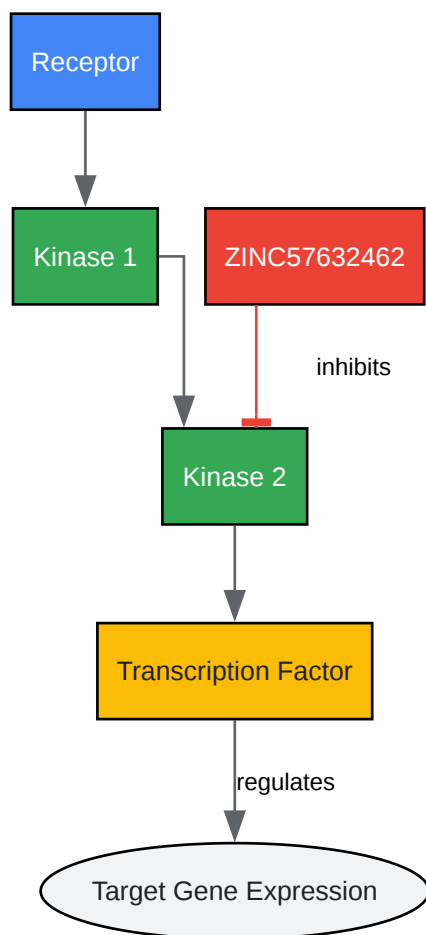 Receptor
Kinase 1
ZINC57632462
inhibits
Kinase 2
Transcription Factor
regulates
Target Gene Expression